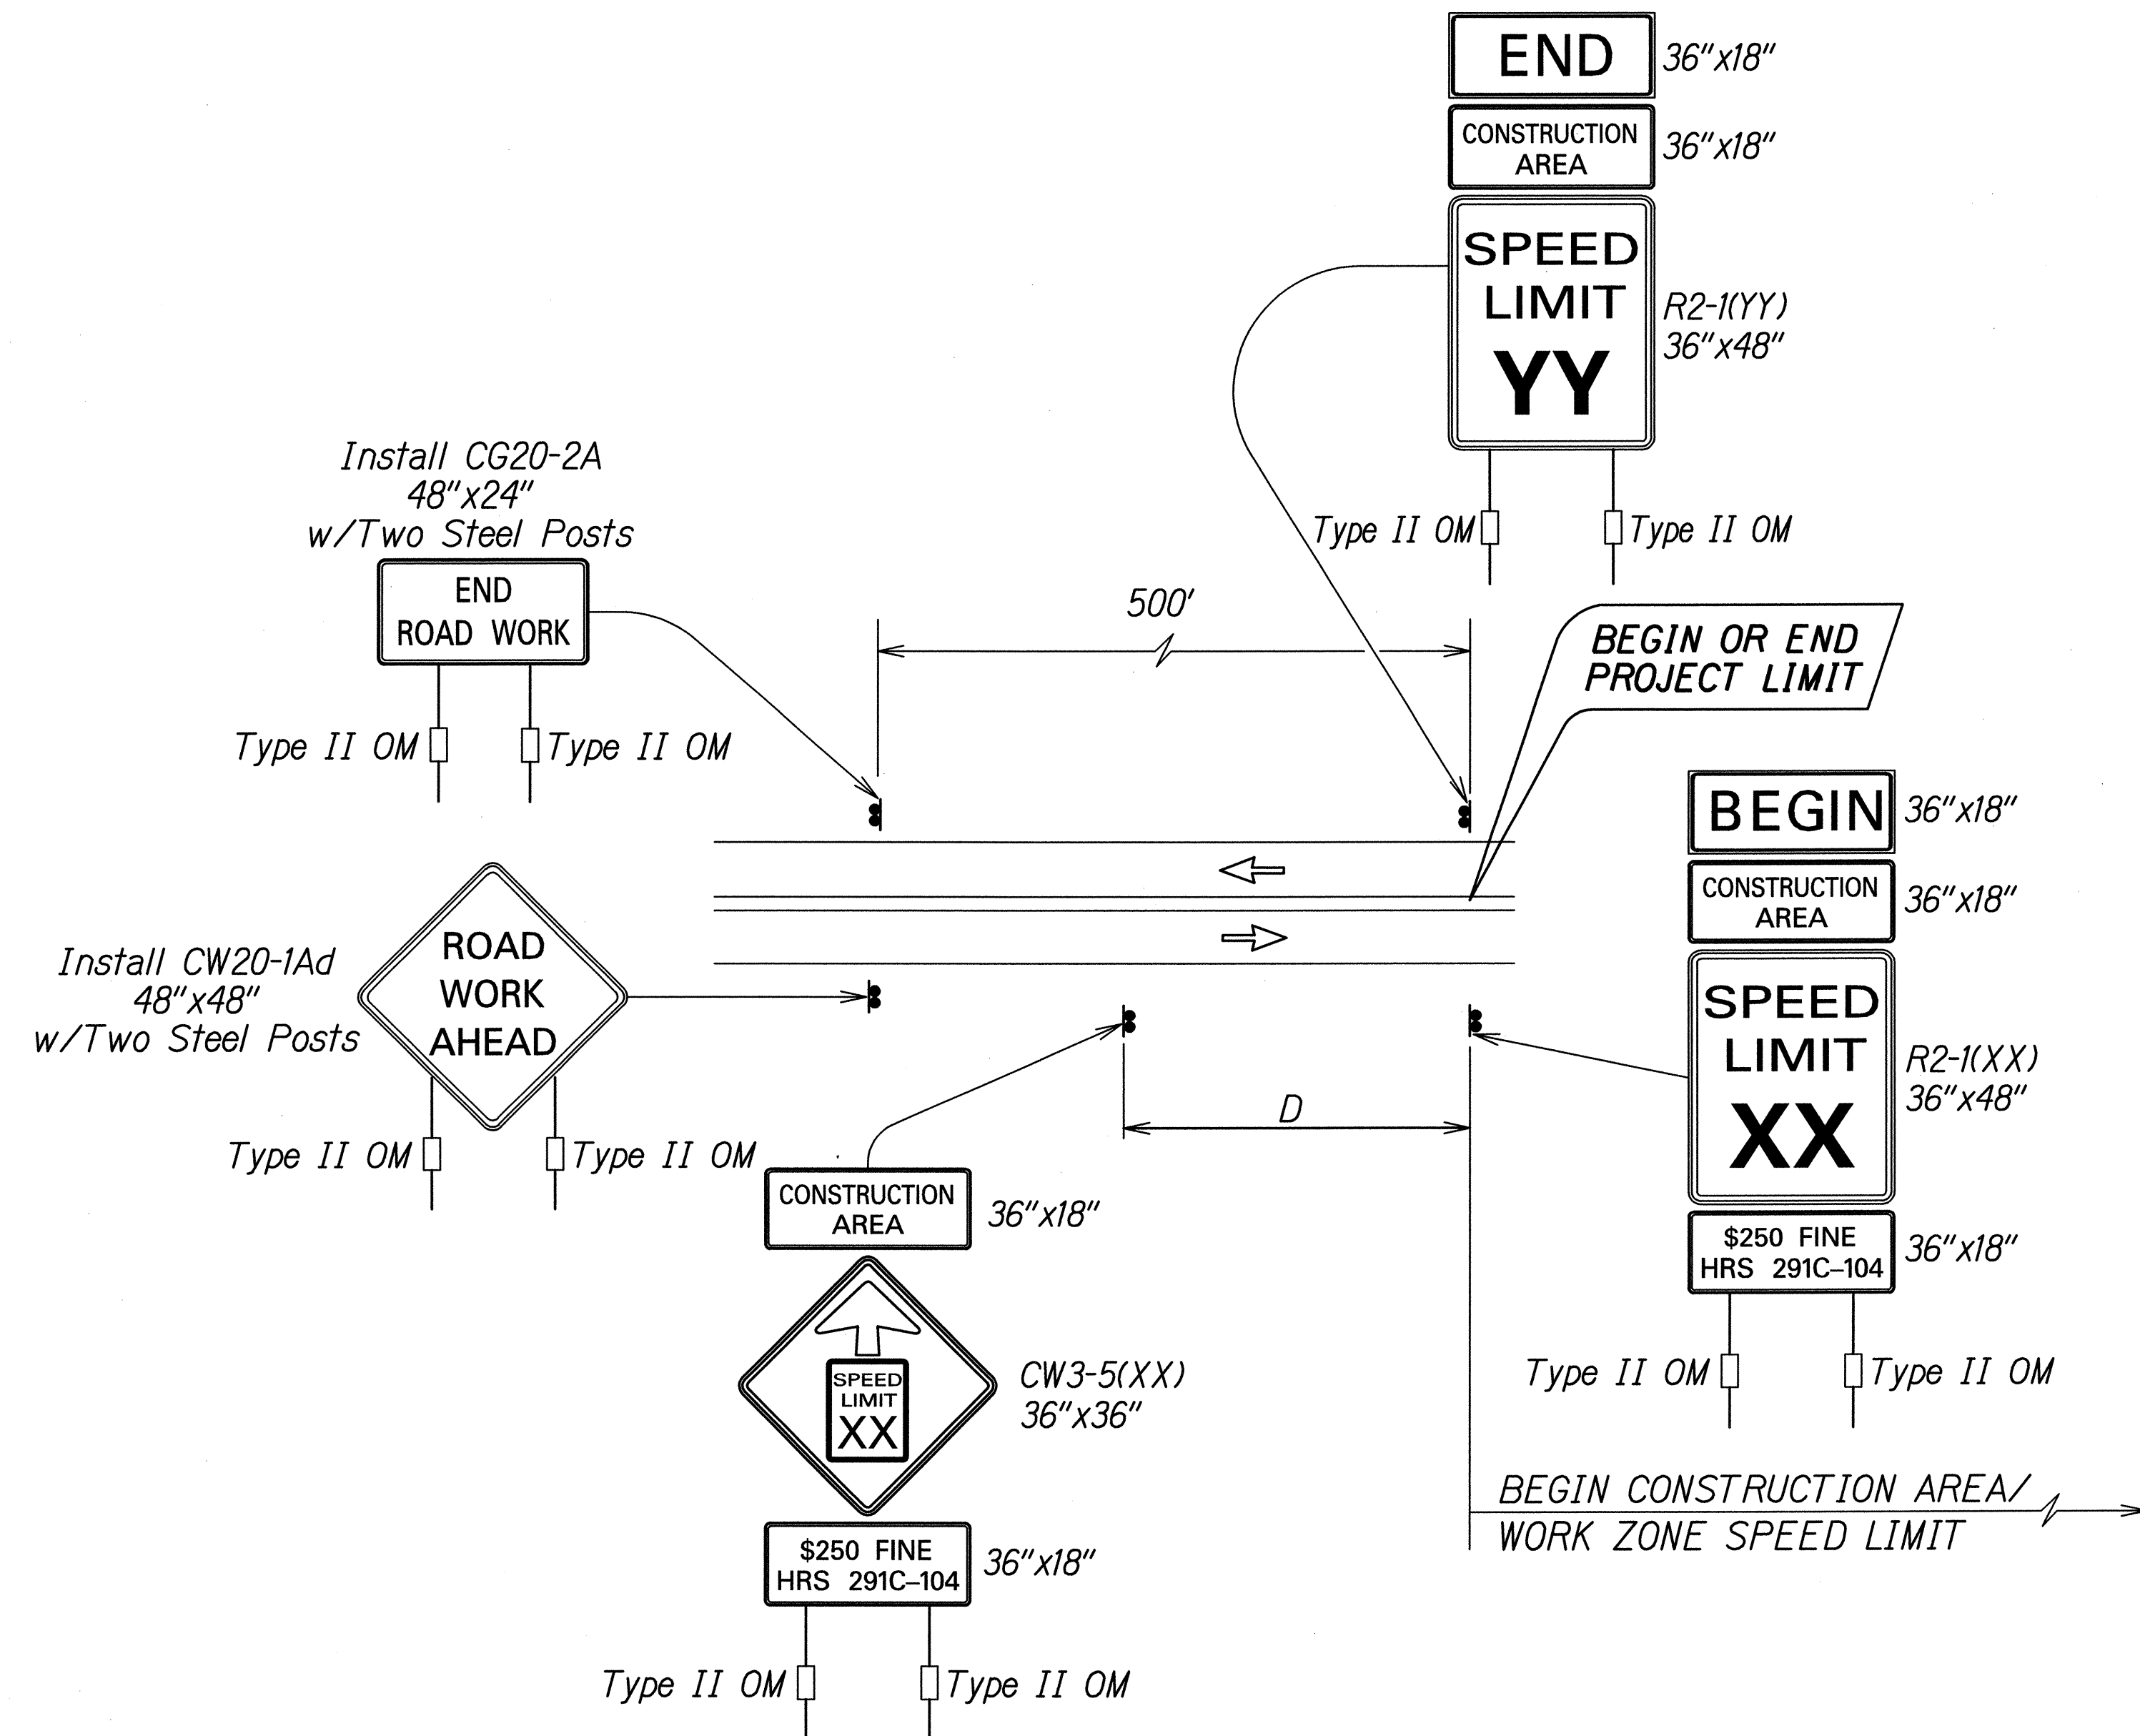 END
36"x18"
CONSTRUCTION
AREA
36"x18"
SPEED
LIMIT
YY
R2-1(YY)
36"x48"
Type II OM
Type II OM
Install CG20-2A
48"x24"
w/Two Steel Posts
END
ROAD WORK
Type II OM
Type II OM
500'
BEGIN OR END
PROJECT LIMIT
BEGIN
36"x18"
CONSTRUCTION
AREA
36"x18"
SPEED
LIMIT
XX
R2-1(XX)
36"x48"
$250 FINE
HRS 291C–104
36"x18"
Type II OM
Type II OM
Install CW20-1Ad
48"x48"
w/Two Steel Posts
ROAD
WORK
AHEAD
Type II OM
Type II OM
D
CONSTRUCTION
AREA
36"x18"
SPEED
LIMIT
XX
CW3-5(XX)
36"x36"
$250 FINE
HRS 291C–104
36"x18"
Type II OM
Type II OM
BEGIN CONSTRUCTION AREA/
WORK ZONE SPEED LIMIT